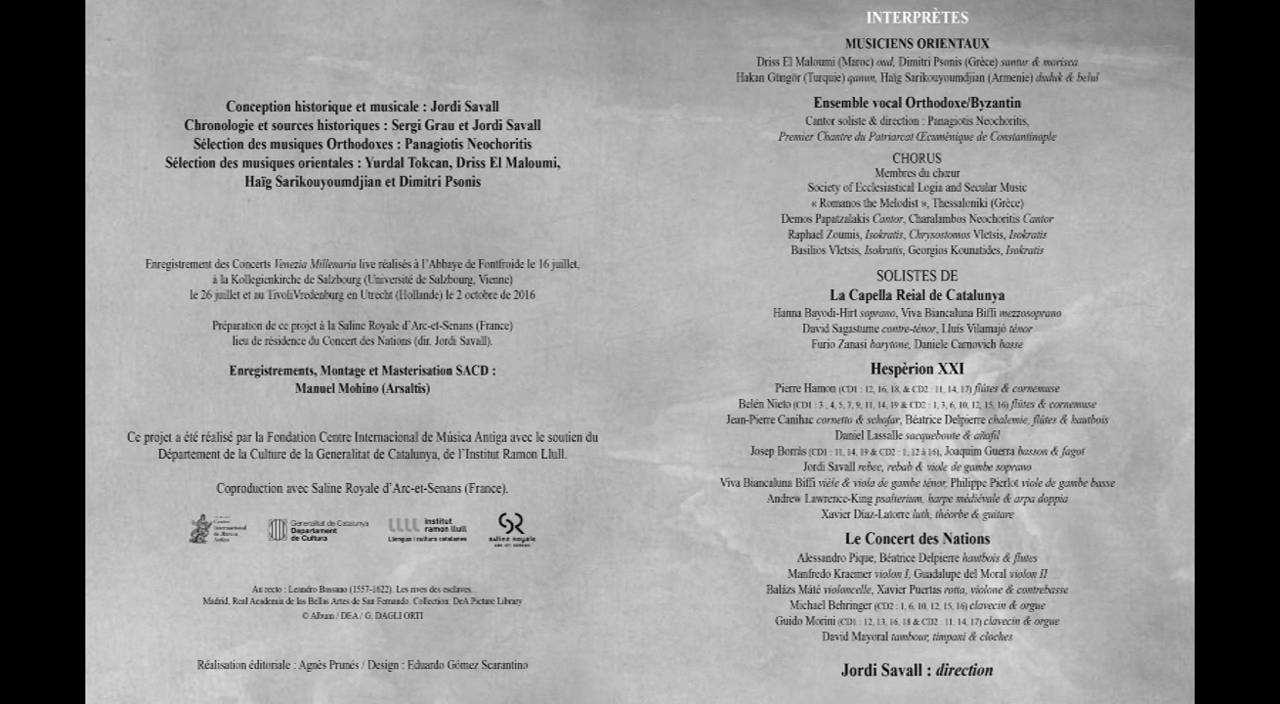 Conception historique et musicale : Jordi Savall
Chronologie et sources historiques : Sergi Grau et Jordi Savall
Sélection des musiques Orthodoxes : Panagiotis Neochoritis
Sélection des musiques orientales : Yurdal Tokcan, Driss El Maloumi,
Haïg Sarikouyoumdjian et Dimitri Psonis
Enregistrement des Concerts Venezia Millenaria live réalisés à l'Abbaye de Fontfroide le 16 juillet,
à la Kollegienkirche de Salzbourg (Université de Salzbourg, Vienne)
le 26 juillet et au TivoliVredenburg en Utrecht (Hollande) le 2 octobre de 2016
Préparation de ce projet à la Saline Royale d'Arc-et-Senans (France)
lieu de résidence du Concert des Nations (dir. Jordi Savall).
Enregistrements, Montage et Masterisation SACD :
Manuel Mohino (Arsaltis)
Ce projet a été réalisé par la Fondation Centre Internacional de Música Antiga avec le soutien du
Département de la Culture de la Generalitat de Catalunya, de l'Institut Ramon Llull.
Coproduction avec Saline Royale d'Arc-et-Senans (France).
Centre
Internacional
de Música
Antiga
Generalitat de Catalunya
Departament
de Cultura
institut
ramon llull
Llengua i cultura catalanes
saline royale
arc et senans
Au recto : Leandro Bassano (1557-1622). Les rives des esclaves.
Madrid, Real Academia de las Bellas Artes de San Fernando. Collection: DeA Picture Library
© Album / DEA / G. DAGLI ORTI
Réalisation éditoriale : Agnès Prunés / Design : Eduardo Gómez Scarantino
INTERPRÈTES
MUSICIENS ORIENTAUX
Driss El Maloumi (Maroc) oud, Dimitri Psonis (Grèce) santur & morisca
Hakan Güngör (Turquie) qanun, Haïg Sarikouyoumdjian (Armenie) duduk & belul
Ensemble vocal Orthodoxe/Byzantin
Cantor soliste & direction : Panagiotis Neochoritis,
Premier Chantre du Patriarcat Œcuménique de Constantinople
CHORUS
Membres du chœur
Society of Ecclesiastical Logia and Secular Music
« Romanos the Melodist », Thessaloniki (Grèce)
Demos Papatzalakis Cantor, Charalambos Neochoritis Cantor
Raphael Zoumis, Isokratis, Chrysostomos Vletsis, Isokratis
Basilios Vletsis, Isokratis, Georgios Kounatides, Isokratis
SOLISTES DE
La Capella Reial de Catalunya
Hanna Bayodi-Hirt soprano, Viva Biancaluna Biffi mezzosoprano
David Sagastume contre-ténor, Lluís Vilamajó ténor
Furio Zanasi barytone, Daniele Carnovich basse
Hespèrion XXI
Pierre Hamon (CD1 : 12, 16, 18, & CD2 : 11, 14, 17) flûtes & cornemuse
Belén Nieto (CD1 : 3 , 4, 5, 7, 9, 11, 14, 19 & CD2 : 1, 3, 6, 10, 12, 15, 16) flûtes & cornemuse
Jean-Pierre Canihac cornetto & schofar, Béatrice Delpierre chalemie, flûtes & hautbois
Daniel Lassalle sacqueboute & añafil
Josep Borràs (CD1 : 11, 14, 19 & CD2 : 1, 12 à 16), Joaquim Guerra basson & fagot
Jordi Savall rebec, rebab & viole de gambe soprano
Viva Biancaluna Biffi vièle & viola de gambe ténor, Philippe Pierlot viole de gambe basse
Andrew Lawrence-King psalterium, harpe médiévale & arpa doppia
Xavier Díaz-Latorre luth, théorbe & guitare
Le Concert des Nations
Alessandro Pique, Béatrice Delpierre hautbois & flutes
Manfredo Kraemer violon I, Guadalupe del Moral violon II
Balázs Máté violoncelle, Xavier Puertas rotta, violone & contrebasse
Michael Behringer (CD2 : 1, 6, 10, 12, 15, 16) clavecin & orgue
Guido Morini (CD1 : 12, 13, 16, 18 & CD2 : 11, 14, 17) clavecin & orgue
David Mayoral tambour, timpani & cloches
Jordi Savall : direction